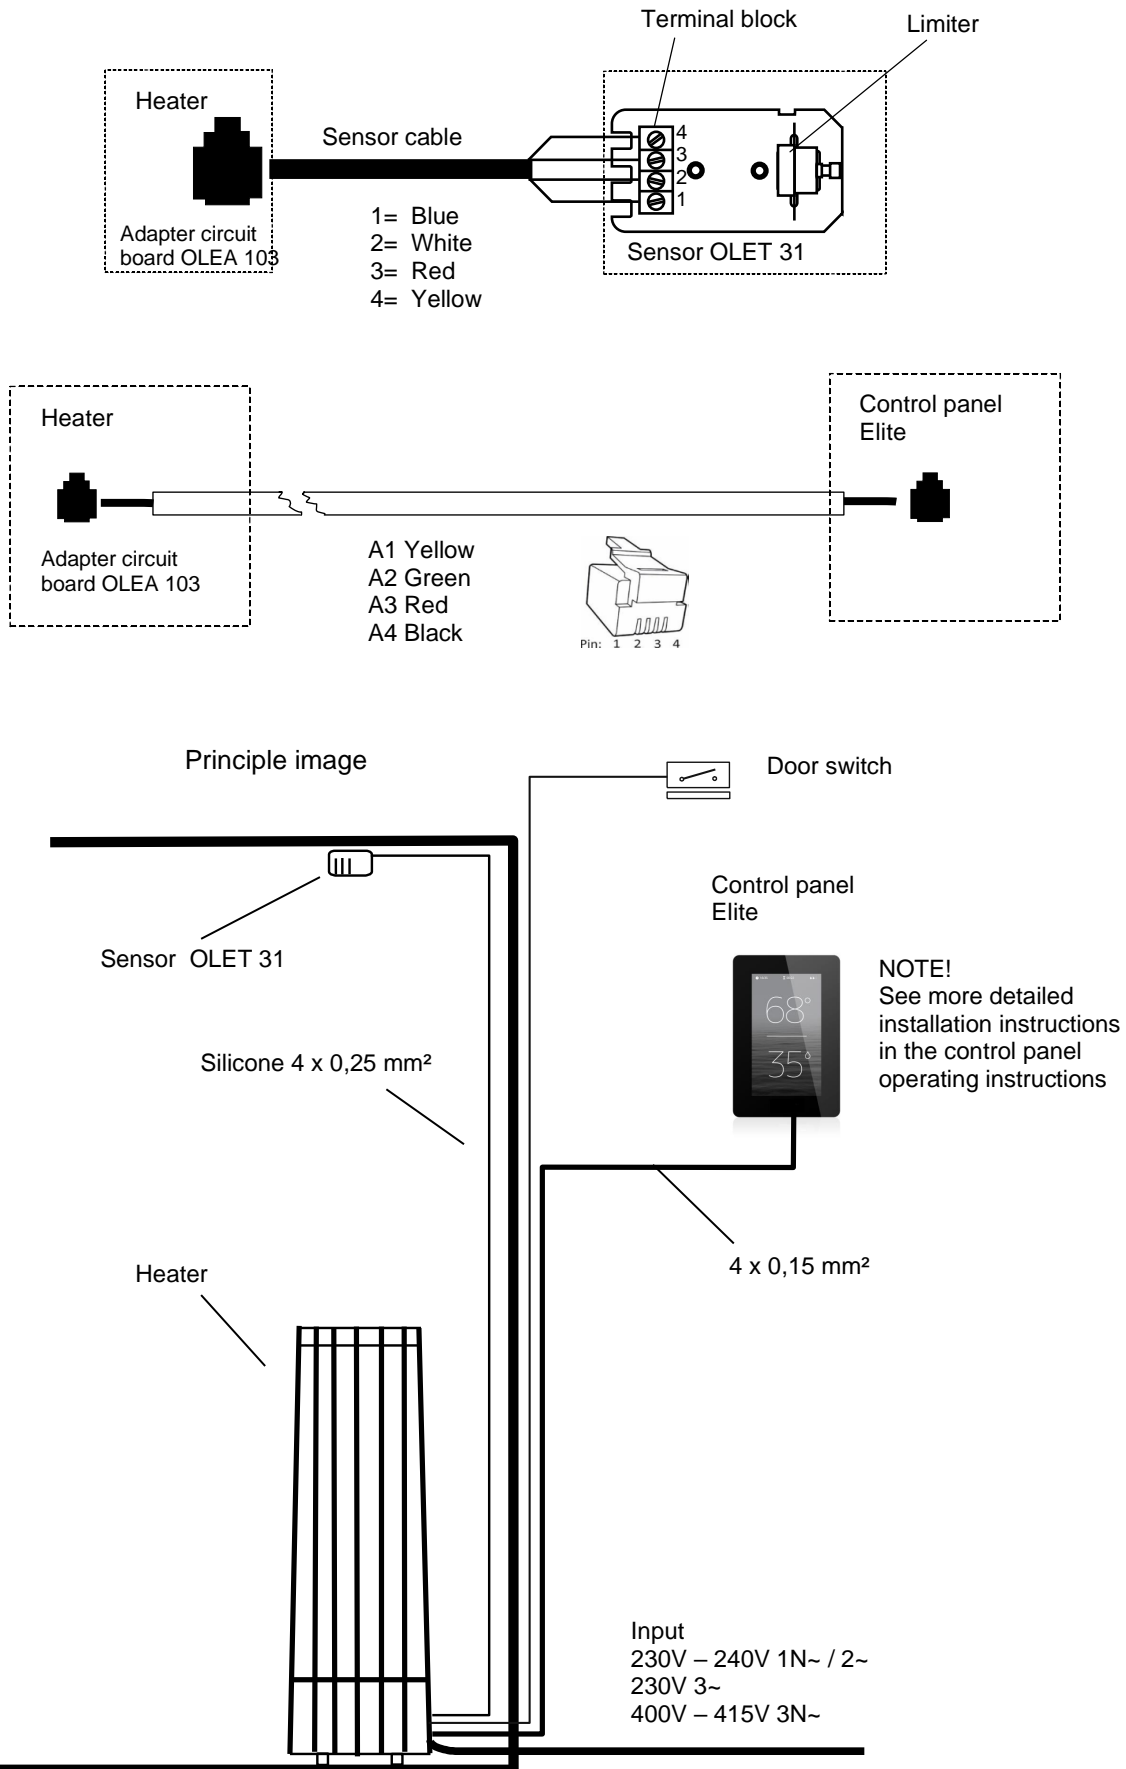 Terminal block
Limiter
Heater
Sensor cable
4
3
2
1
1= Blue
2= White
3= Red
4= Yellow
Adapter circuit
board OLEA 103
Sensor OLET 31
Heater
Control panel
Elite
Adapter circuit
board OLEA 103
A1 Yellow
A2 Green
A3 Red
A4 Black
Pin: 1 2 3 4
Principle image
Door switch
Control panel
Elite
Sensor OLET 31
68°
35°
NOTE!
See more detailed
installation instructions
in the control panel
operating instructions
Silicone 4 x 0,25 mm²
4 x 0,15 mm²
Heater
Input
230V – 240V 1N~ / 2~
230V 3~
400V – 415V 3N~